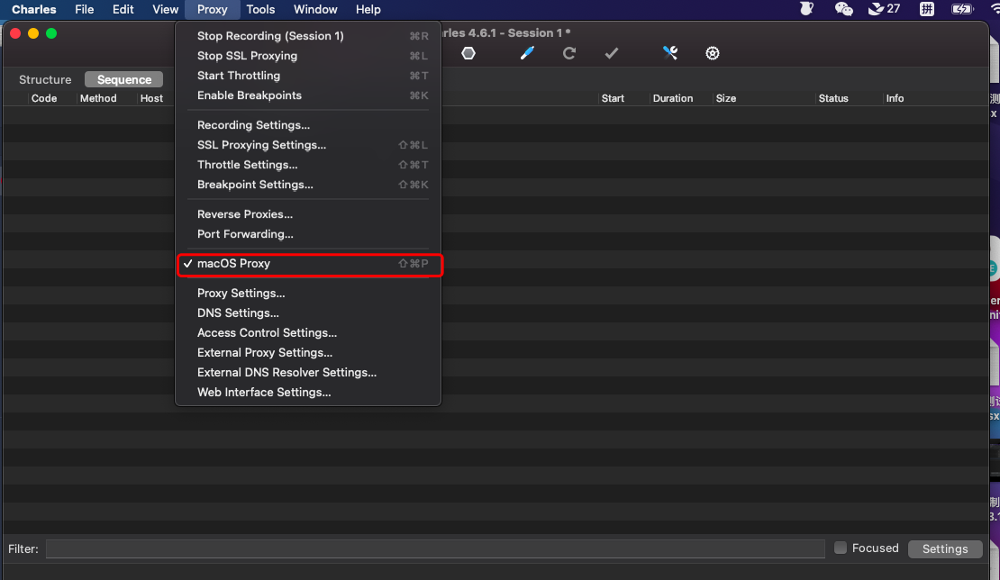 Charles File Edit View Proxy Tools Window Help 27 拼
Stop Recording (Session 1) ⌘R
rles 4.6.1 - Session 1 *
Stop SSL Proxying ⌘L
Start Throttling ⌘T
Structure Sequence
Enable Breakpoints ⌘K
Code Method Host Start Duration Size Status Info
Recording Settings...
SSL Proxying Settings... ⇧⌘L
Throttle Settings... ⇧⌘T
Breakpoint Settings... ⇧⌘K
Reverse Proxies...
Port Forwarding...
✓ macOS Proxy ⇧⌘P
Proxy Settings...
DNS Settings...
Access Control Settings...
External Proxy Settings...
External DNS Resolver Settings...
Web Interface Settings...
Filter: Focused Settings